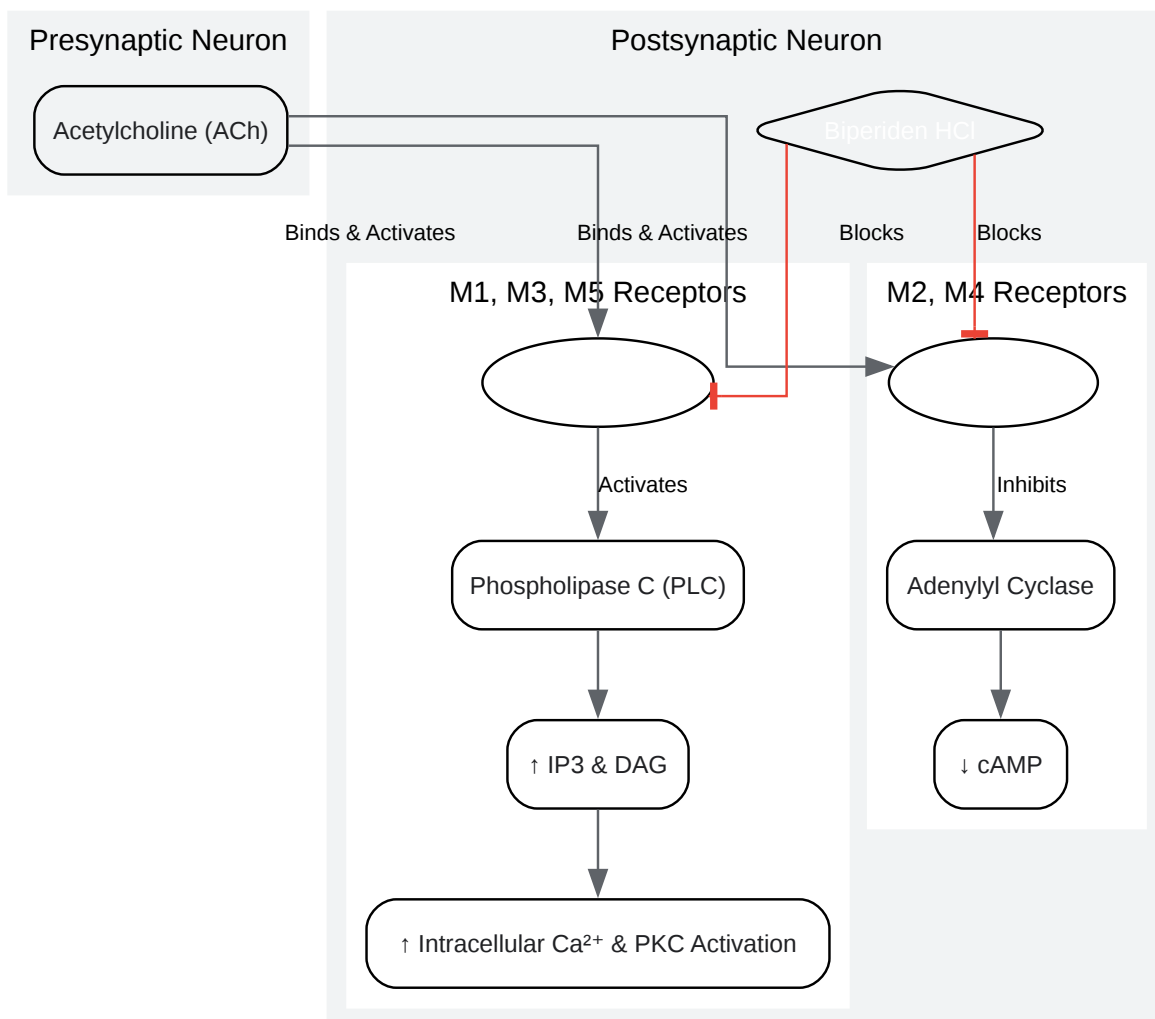 Presynaptic Neuron
Postsynaptic Neuron
Acetylcholine (ACh)
Biperiden HCl
Binds & Activates
Binds & Activates
Blocks
Blocks
M1, M3, M5 Receptors
M2, M4 Receptors
Activates
Inhibits
Phospholipase C (PLC)
Adenylyl Cyclase
↑ IP3 & DAG
↓ cAMP
↑ Intracellular Ca²⁺ & PKC Activation